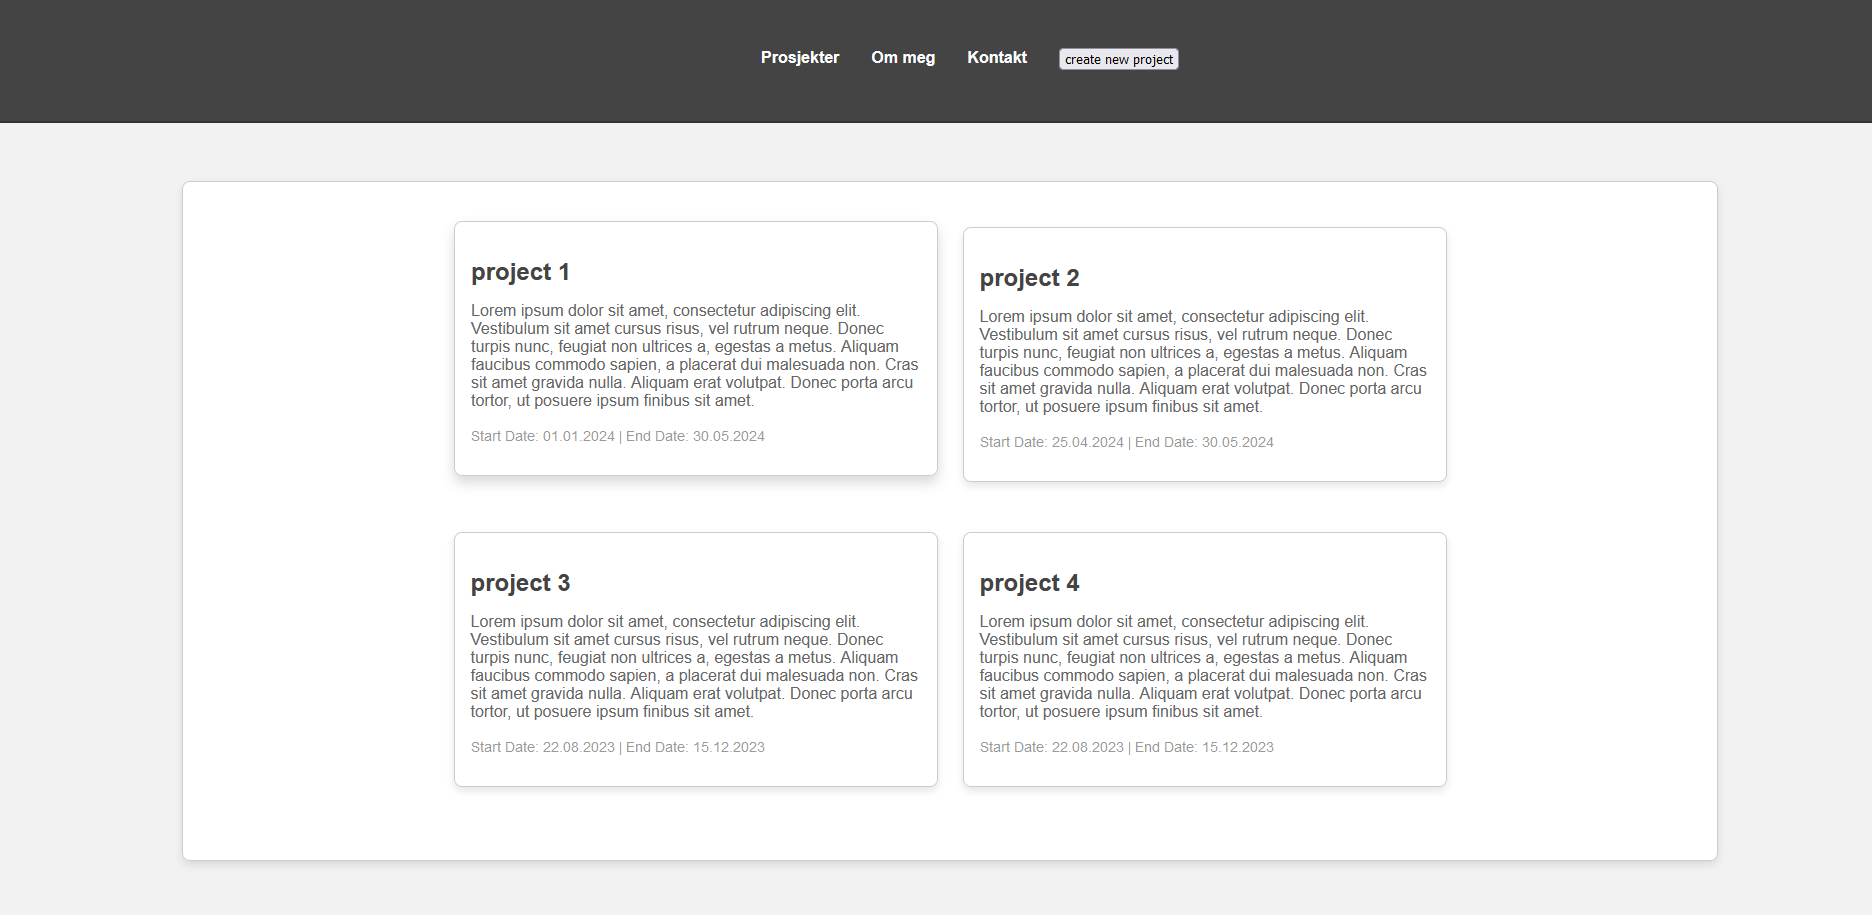 Prosjekter Om meg Kontakt create new project
project 1
Lorem ipsum dolor sit amet, consectetur adipiscing elit.
Vestibulum sit amet cursus risus, vel rutrum neque. Donec
turpis nunc, feugiat non ultrices a, egestas a metus. Aliquam
faucibus commodo sapien, a placerat dui malesuada non. Cras
sit amet gravida nulla. Aliquam erat volutpat. Donec porta arcu
tortor, ut posuere ipsum finibus sit amet.
Start Date: 01.01.2024 | End Date: 30.05.2024
project 2
Lorem ipsum dolor sit amet, consectetur adipiscing elit.
Vestibulum sit amet cursus risus, vel rutrum neque. Donec
turpis nunc, feugiat non ultrices a, egestas a metus. Aliquam
faucibus commodo sapien, a placerat dui malesuada non. Cras
sit amet gravida nulla. Aliquam erat volutpat. Donec porta arcu
tortor, ut posuere ipsum finibus sit amet.
Start Date: 25.04.2024 | End Date: 30.05.2024
project 3
Lorem ipsum dolor sit amet, consectetur adipiscing elit.
Vestibulum sit amet cursus risus, vel rutrum neque. Donec
turpis nunc, feugiat non ultrices a, egestas a metus. Aliquam
faucibus commodo sapien, a placerat dui malesuada non. Cras
sit amet gravida nulla. Aliquam erat volutpat. Donec porta arcu
tortor, ut posuere ipsum finibus sit amet.
Start Date: 22.08.2023 | End Date: 15.12.2023
project 4
Lorem ipsum dolor sit amet, consectetur adipiscing elit.
Vestibulum sit amet cursus risus, vel rutrum neque. Donec
turpis nunc, feugiat non ultrices a, egestas a metus. Aliquam
faucibus commodo sapien, a placerat dui malesuada non. Cras
sit amet gravida nulla. Aliquam erat volutpat. Donec porta arcu
tortor, ut posuere ipsum finibus sit amet.
Start Date: 22.08.2023 | End Date: 15.12.2023